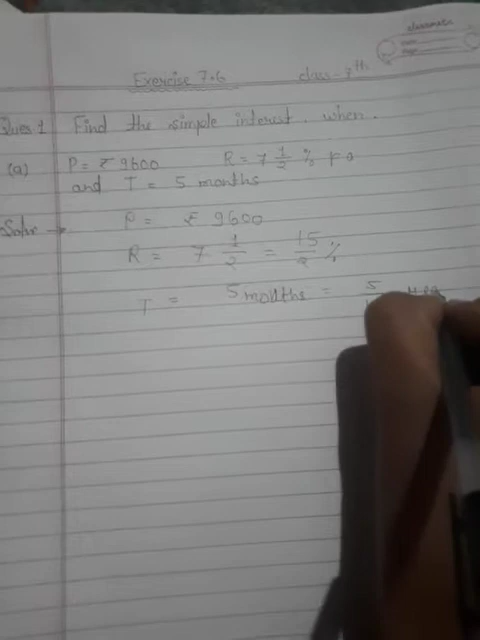 classmate
Exercise 7.6 class - 7th
Ques 1 Find the simple interest. when.
(a) P = ₹ 9600 R = 7 1/2 % p.a
and T = 5 months
Soln → P = ₹ 9600
R = 7 1/2 = 15/2 %
T = 5 months = 5